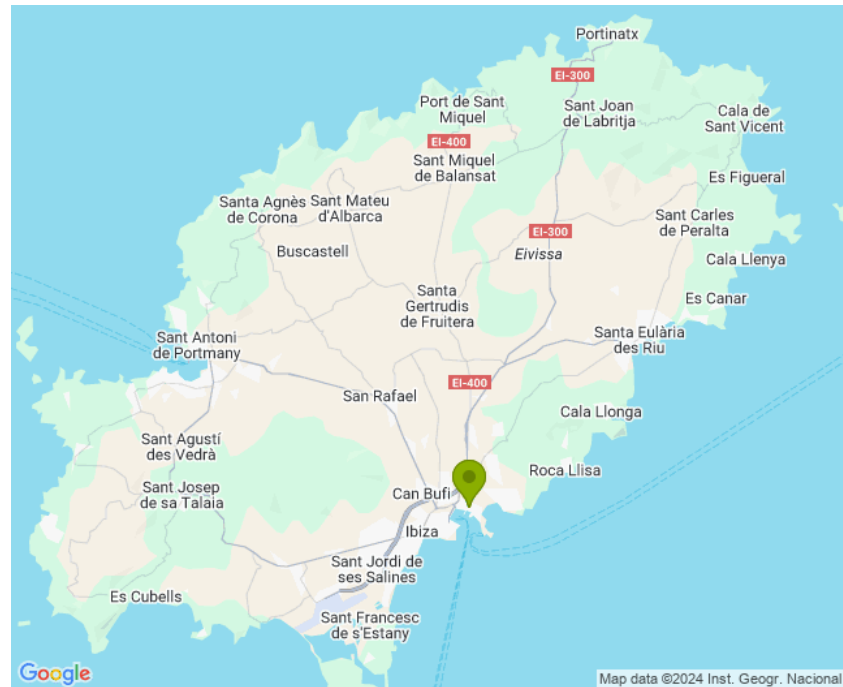 Portinatx
EI-300
Port de Sant
Miquel
Sant Joan
de Labritja
Cala de
Sant Vicent
EI-400
Sant Miquel
de Balansat
Es Figueral
Santa Agnès
de Corona
Sant Mateu
d'Albarca
Sant Carles
de Peralta
EI-300
Buscastell
Eivissa
Cala Llenya
Santa
Gertrudis
de Fruitera
Es Canar
Sant Antoni
de Portmany
Santa Eulària
des Riu
EI-400
San Rafael
Cala Llonga
Sant Agustí
des Vedrà
Roca Llisa
Sant Josep
de sa Talaia
Can Bufi
Ibiza
Sant Jordi de
ses Salines
Es Cubells
Sant Francesc
de s'Estany
Google
Map data ©2024 Inst. Geogr. Nacional